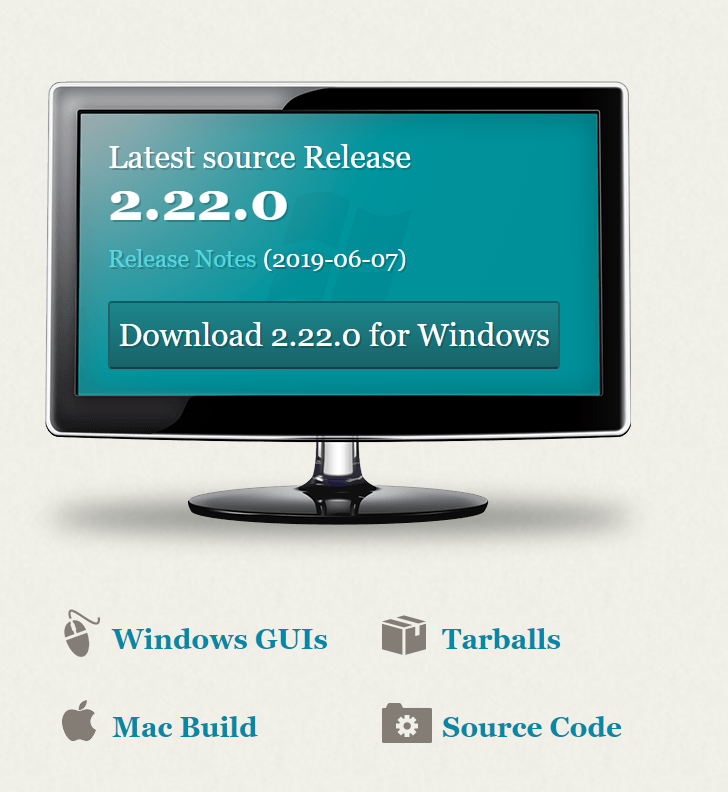 Latest source Release
2.22.0
Release Notes (2019-06-07)
Download 2.22.0 for Windows
Windows GUIs
Tarballs
Mac Build
Source Code